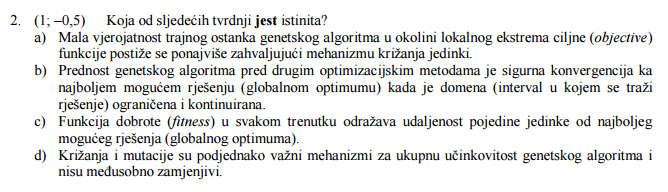 2. (1; –0,5) Koja od sljedećih tvrdnji jest istinita?
a) Mala vjerojatnost trajnog ostanka genetskog algoritma u okolini lokalnog ekstrema ciljne (objective)
funkcije postiže se ponajviše zahvaljujući mehanizmu križanja jedinki.
b) Prednost genetskog algoritma pred drugim optimizacijskim metodama je sigurna konvergencija ka
najboljem mogućem rješenju (globalnom optimumu) kada je domena (interval u kojem se traži
rješenje) ograničena i kontinuirana.
c) Funkcija dobrote (fitness) u svakom trenutku odražava udaljenost pojedine jedinke od najboljeg
mogućeg rješenja (globalnog optimuma).
d) Križanja i mutacije su podjednako važni mehanizmi za ukupnu učinkovitost genetskog algoritma i
nisu međusobno zamjenjivi.